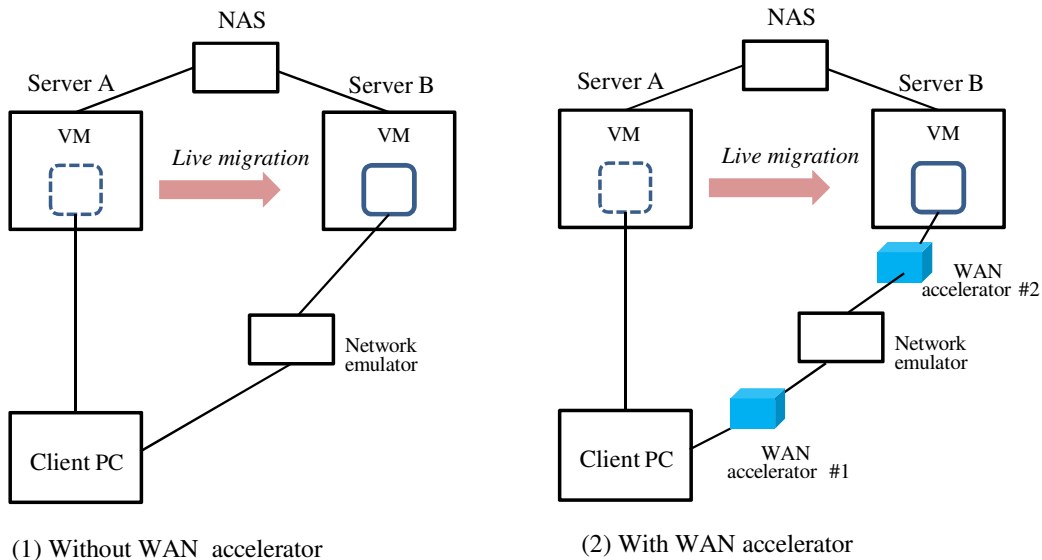 NAS
Server A
Server B
VM
VM
Live migration
Network
emulator
Client PC
(1) Without WAN accelerator
NAS
Server A
Server B
VM
VM
Live migration
WAN
accelerator #2
Network
emulator
Client PC
WAN
accelerator #1
(2) With WAN accelerator